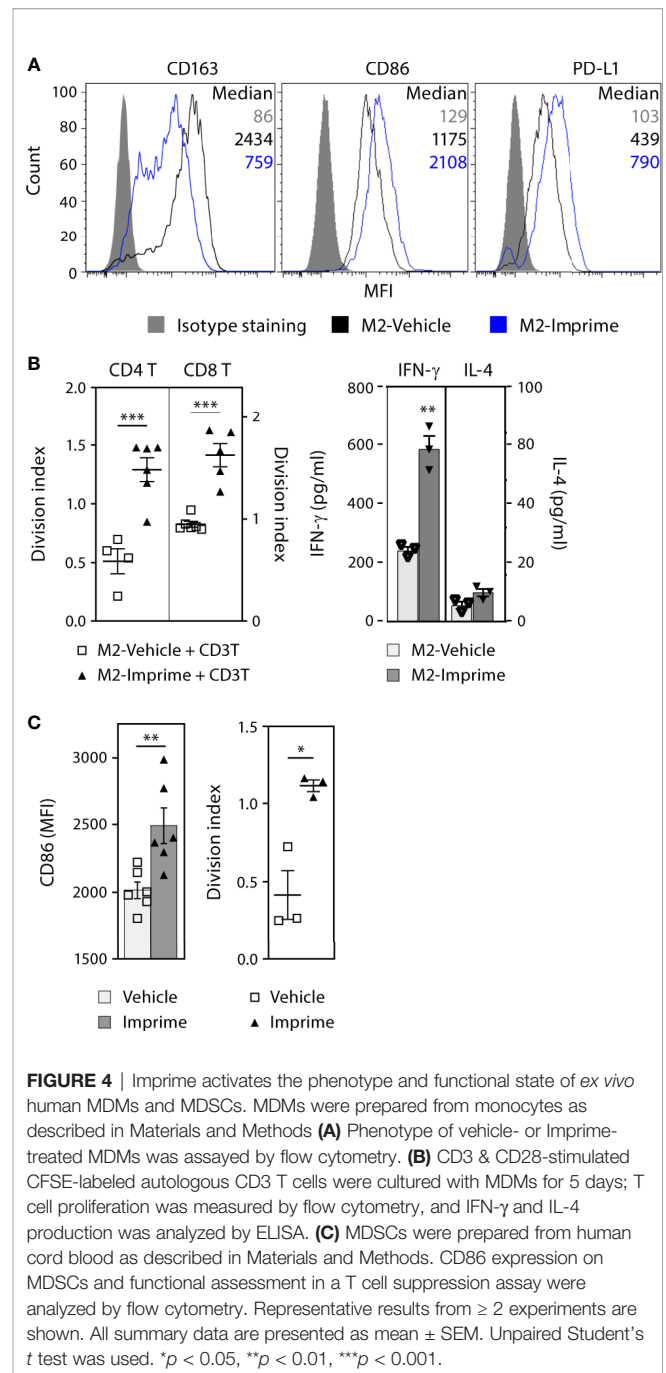 A
CD163 CD86 PD-L1
Median Median Median
86 129 103
2434 1175 439
759 2108 790
100
80
60
40
20
0
Count
MFI
Isotype staining M2-Vehicle M2-Imprime
B
CD4 T CD8 T
2.0
1.5
1.0
0.5
0.0
Division index
*** ***
2
1
0
Division index
M2-Vehicle + CD3T
M2-Imprime + CD3T
IFN-γ IL-4
800
600
400
200
0
IFN-γ (pg/ml)
**
100
80
40
20
0
IL-4 (pg/ml)
M2-Vehicle
M2-Imprime
C
3000
2500
2000
1500
CD86 (MFI)
**
Vehicle
Imprime
1.5
1.0
0.5
0.0
Division index
*
Vehicle
Imprime
FIGURE 4 | Imprime activates the phenotype and functional state of ex vivo
human MDMs and MDSCs. MDMs were prepared from monocytes as
described in Materials and Methods (A) Phenotype of vehicle- or Imprime-
treated MDMs was assayed by flow cytometry. (B) CD3 & CD28-stimulated
CFSE-labeled autologous CD3 T cells were cultured with MDMs for 5 days; T
cell proliferation was measured by flow cytometry, and IFN-γ and IL-4
production was analyzed by ELISA. (C) MDSCs were prepared from human
cord blood as described in Materials and Methods. CD86 expression on
MDSCs and functional assessment in a T cell suppression assay were
analyzed by flow cytometry. Representative results from ≥ 2 experiments are
shown. All summary data are presented as mean ± SEM. Unpaired Student's
t test was used. *p < 0.05, **p < 0.01, ***p < 0.001.